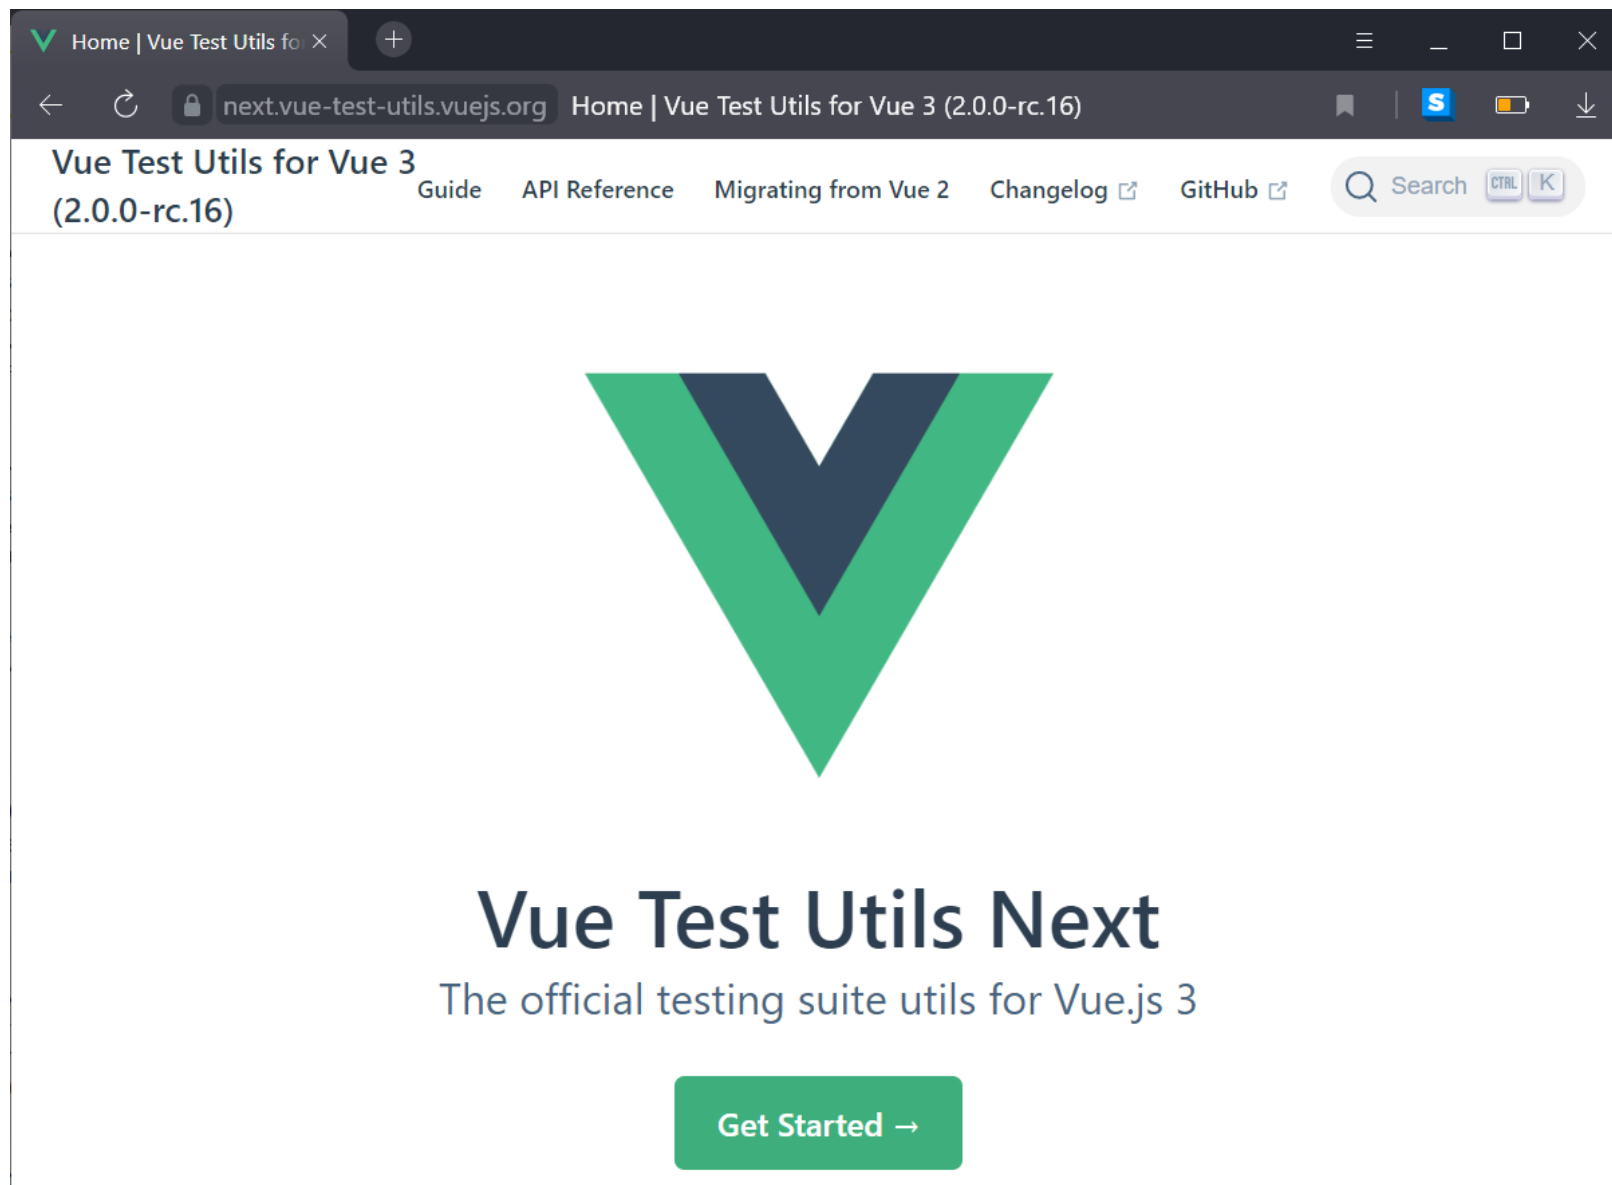 Home | Vue Test Utils fo
next.vue-test-utils.vuejs.org Home | Vue Test Utils for Vue 3 (2.0.0-rc.16)
S
Vue Test Utils for Vue 3
(2.0.0-rc.16)
Guide API Reference Migrating from Vue 2 Changelog GitHub Search CTRL K
Vue Test Utils Next
The official testing suite utils for Vue.js 3
Get Started →